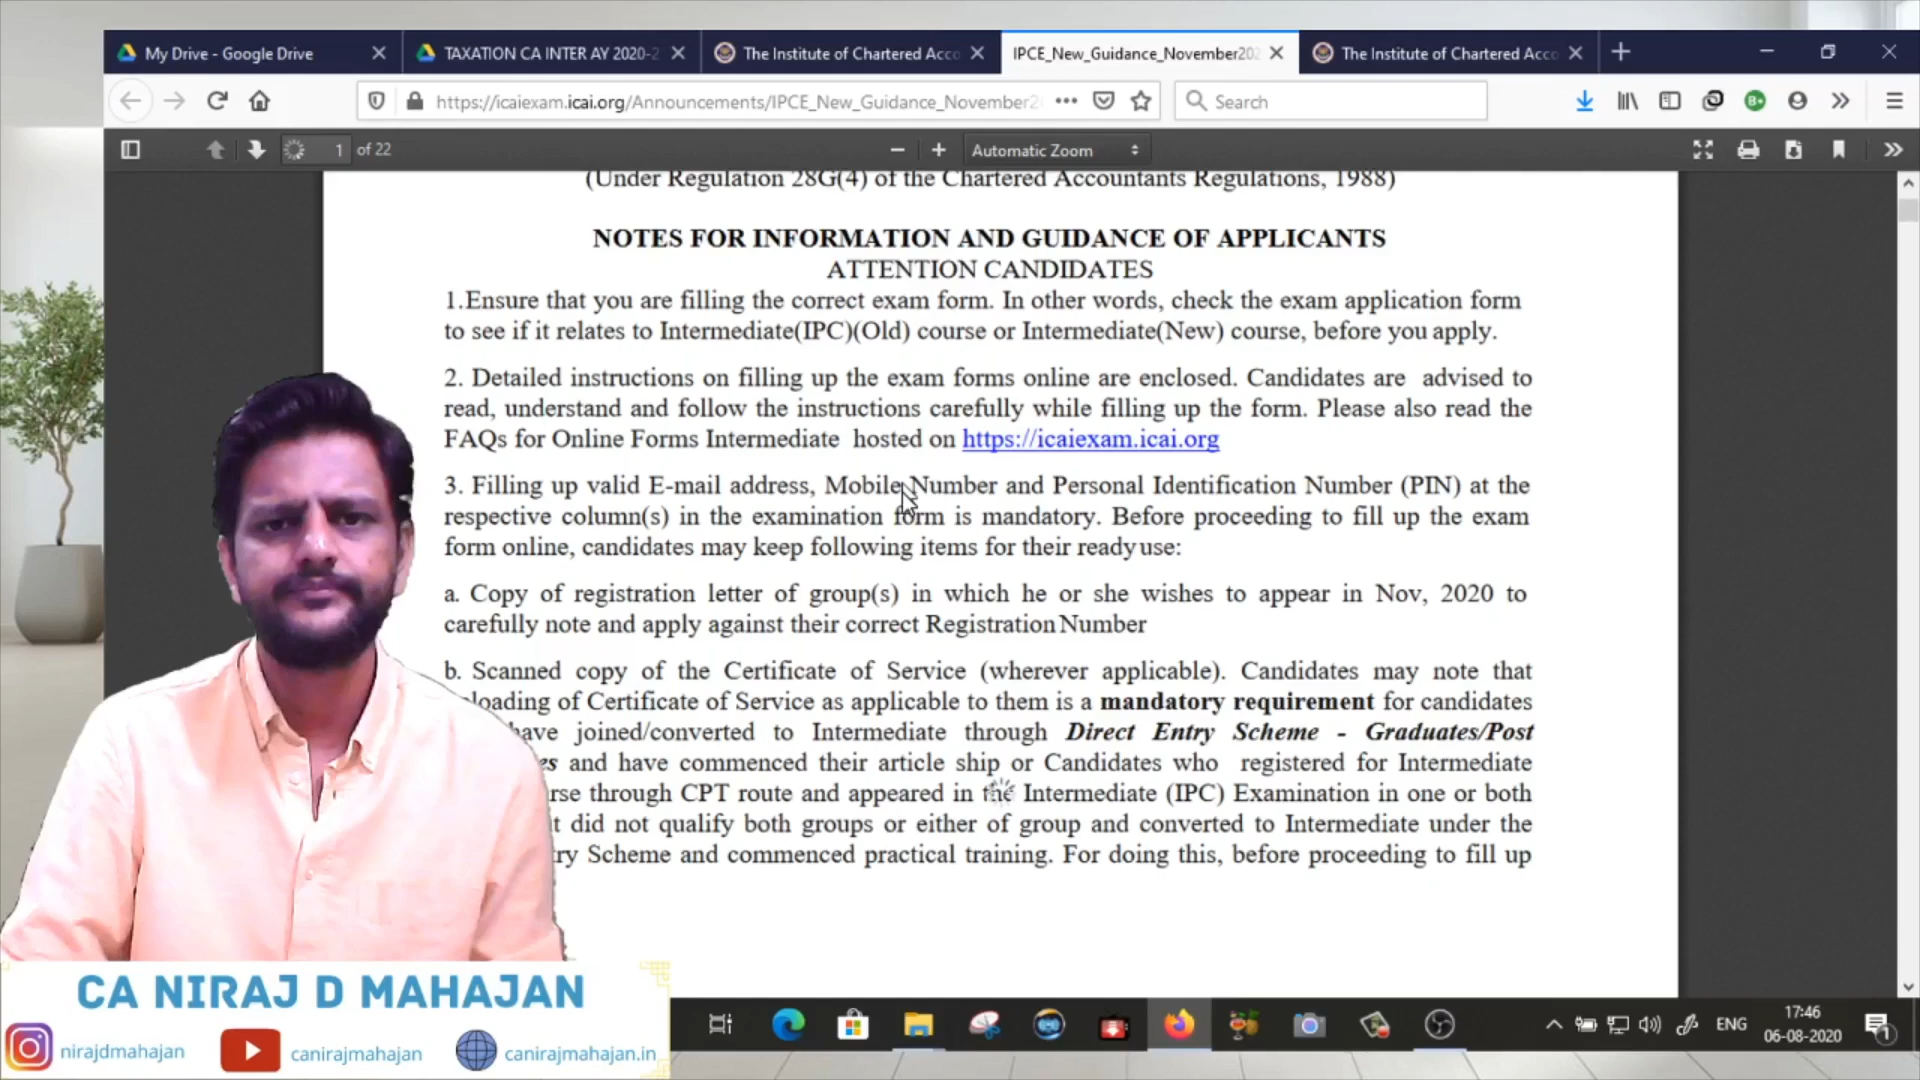 My Drive - Google Drive
TAXATION CA INTER AY 2020-2
The Institute of Chartered Acco
IPCE_New_Guidance_November202
The Institute of Chartered Acco
https://icaiexam.icai.org/Announcements/IPCE_New_Guidance_November2
Search
1 of 22
Automatic Zoom
(Under Regulation 28G(4) of the Chartered Accountants Regulations, 1988)
NOTES FOR INFORMATION AND GUIDANCE OF APPLICANTS
ATTENTION CANDIDATES
1.Ensure that you are filling the correct exam form. In other words, check the exam application form
to see if it relates to Intermediate(IPC)(Old) course or Intermediate(New) course, before you apply.
2. Detailed instructions on filling up the exam forms online are enclosed. Candidates are advised to
read, understand and follow the instructions carefully while filling up the form. Please also read the
FAQs for Online Forms Intermediate hosted on https://icaiexam.icai.org
3. Filling up valid E-mail address, Mobile Number and Personal Identification Number (PIN) at the
respective column(s) in the examination form is mandatory. Before proceeding to fill up the exam
form online, candidates may keep following items for their ready use:
a. Copy of registration letter of group(s) in which he or she wishes to appear in Nov, 2020 to
carefully note and apply against their correct Registration Number
b. Scanned copy of the Certificate of Service (wherever applicable). Candidates may note that
loading of Certificate of Service as applicable to them is a mandatory requirement for candidates
have joined/converted to Intermediate through Direct Entry Scheme - Graduates/Post
es and have commenced their article ship or Candidates who registered for Intermediate
rse through CPT route and appeared in the Intermediate (IPC) Examination in one or both
t did not qualify both groups or either of group and converted to Intermediate under the
ry Scheme and commenced practical training. For doing this, before proceeding to fill up
CA NIRAJ D MAHAJAN
nirajdmahajan
canirajmahajan
canirajmahajan.in
ENG
17:46
06-08-2020
1